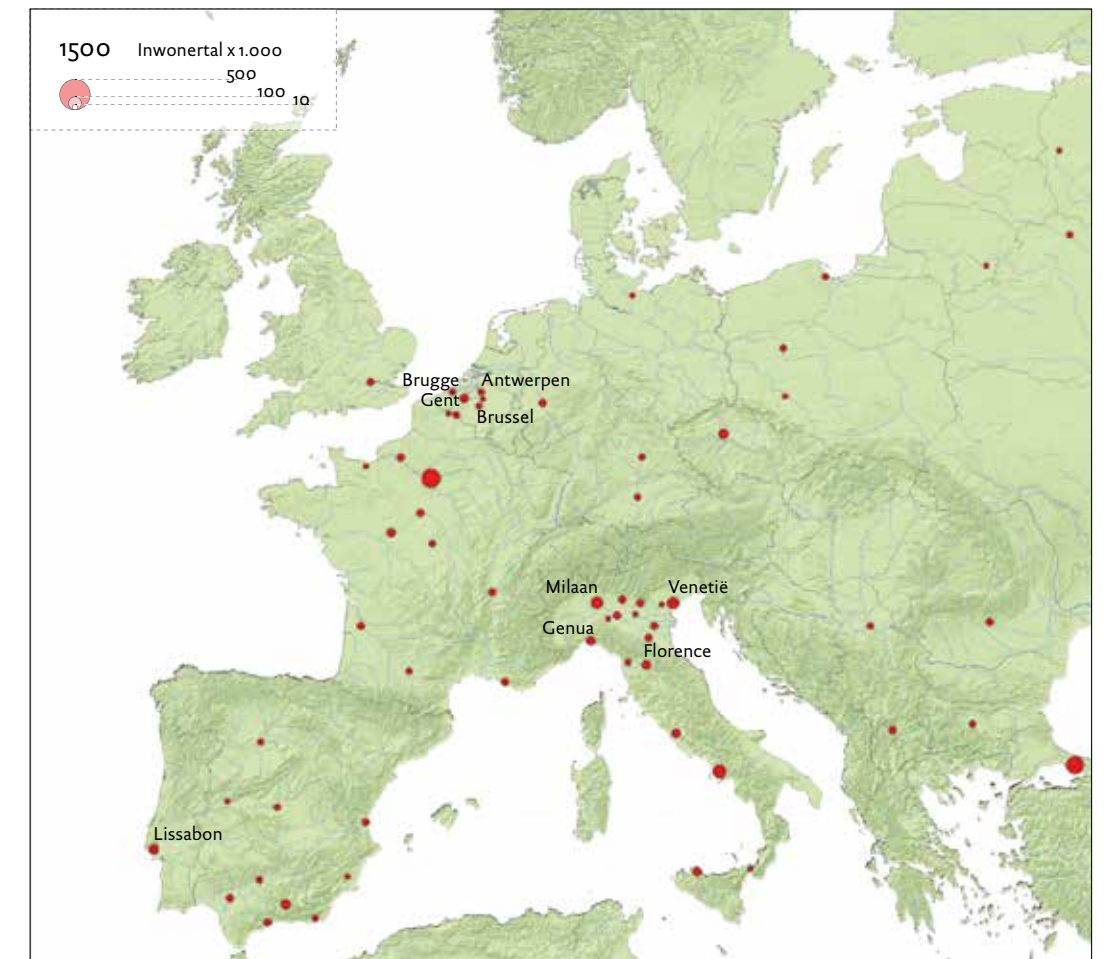 1500 Inwonertal x 1.000
500
100
10
Brugge
Antwerpen
Gent
Brussel
Milaan
Venetië
Genua
Florence
Lissabon